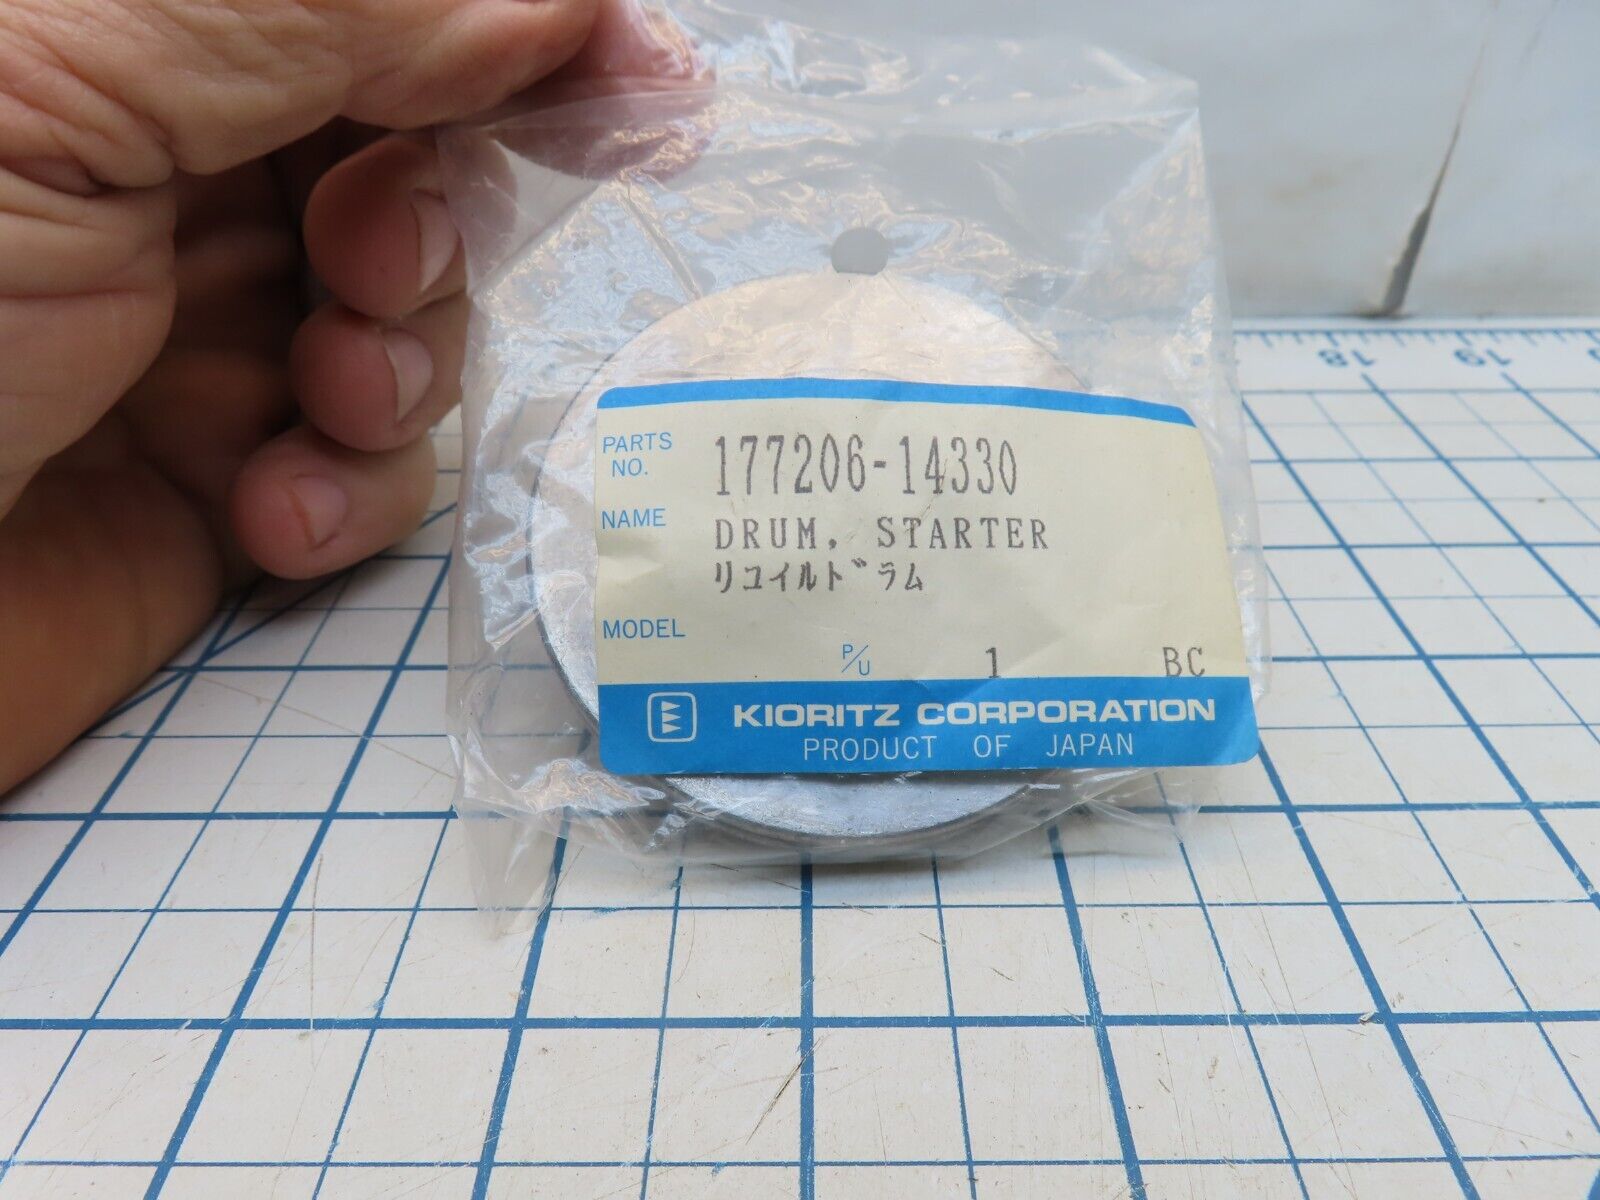 18 19
PARTS NO. 177206-14330
NAME DRUM, STARTER
リコイルドラム
MODEL
P/U 1 BC
KIORITZ CORPORATION
PRODUCT OF JAPAN